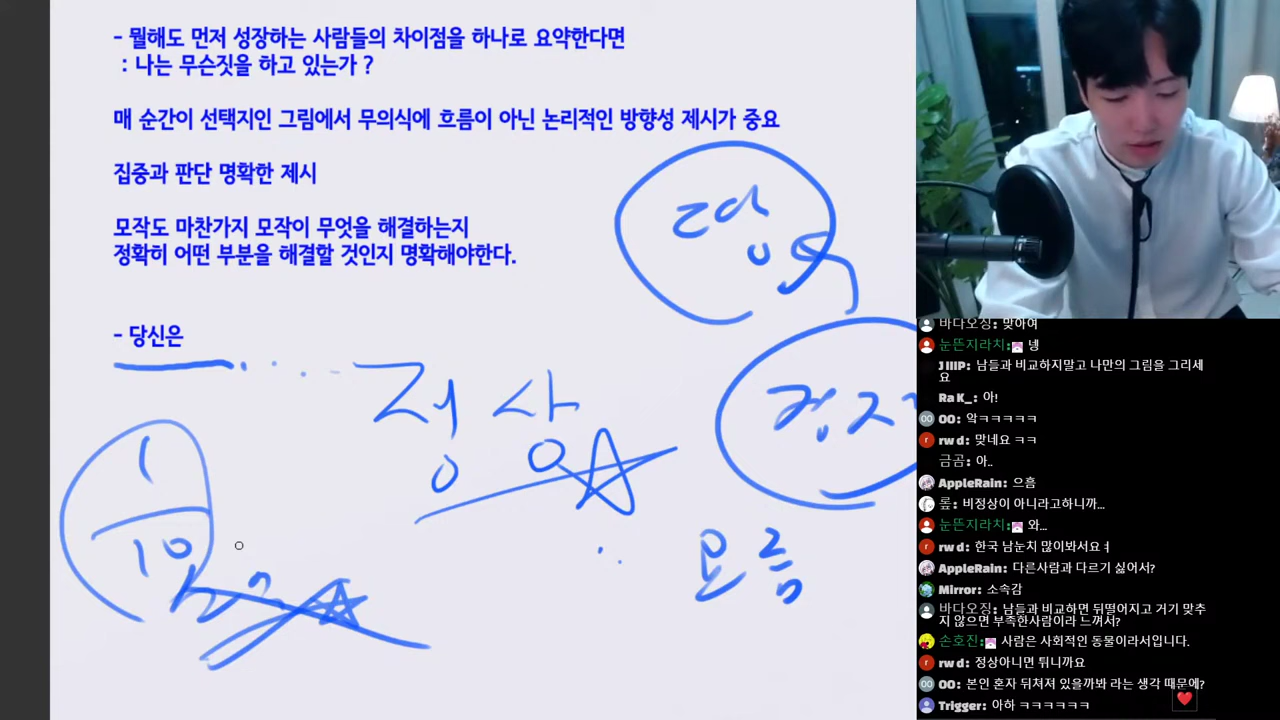 - 뭘해도 먼저 성장하는 사람들의 차이점을 하나로 요약한다면
: 나는 무슨짓을 하고 있는가 ?
매 순간이 선택지인 그림에서 무의식에 흐름이 아닌 논리적인 방향성 제시가 중요
집중과 판단 명확한 제시
모작도 마찬가지 모작이 무엇을 해결하는지
정확히 어떤 부분을 해결할 것인지 명확해야한다.
- 당신은
정상
1
10
요즘
바다오징: 맞아여
눈뜬지라치: 넹
J IIIP: 남들과 비교하지말고 나만의 그림을 그리세
요
Ra K_: 아!
OO: 앜ㅋㅋㅋㅋㅋ
rw d: 맞네요 ㅋㅋ
금곰: 아..
AppleRain: 으흠
롶: 비정상이 아니라고하니까...
눈뜬지라치: 와...
rw d: 한국 남눈치 많이봐서요ㅕ
AppleRain: 다른사람과 다르기 싫어서?
Mirror: 소속감
바다오징: 남들과 비교하면 뒤떨어지고 거기 맞추
지 않으면 부족한사람이라 느껴서?
손호진: 사람은 사회적인 동물이라서입니다.
rw d: 정상아니면 튀니까요
OO: 본인 혼자 뒤쳐져 있을까봐 라는 생각 때문에?
Trigger: 아하 ㅋㅋㅋㅋㅋㅋ